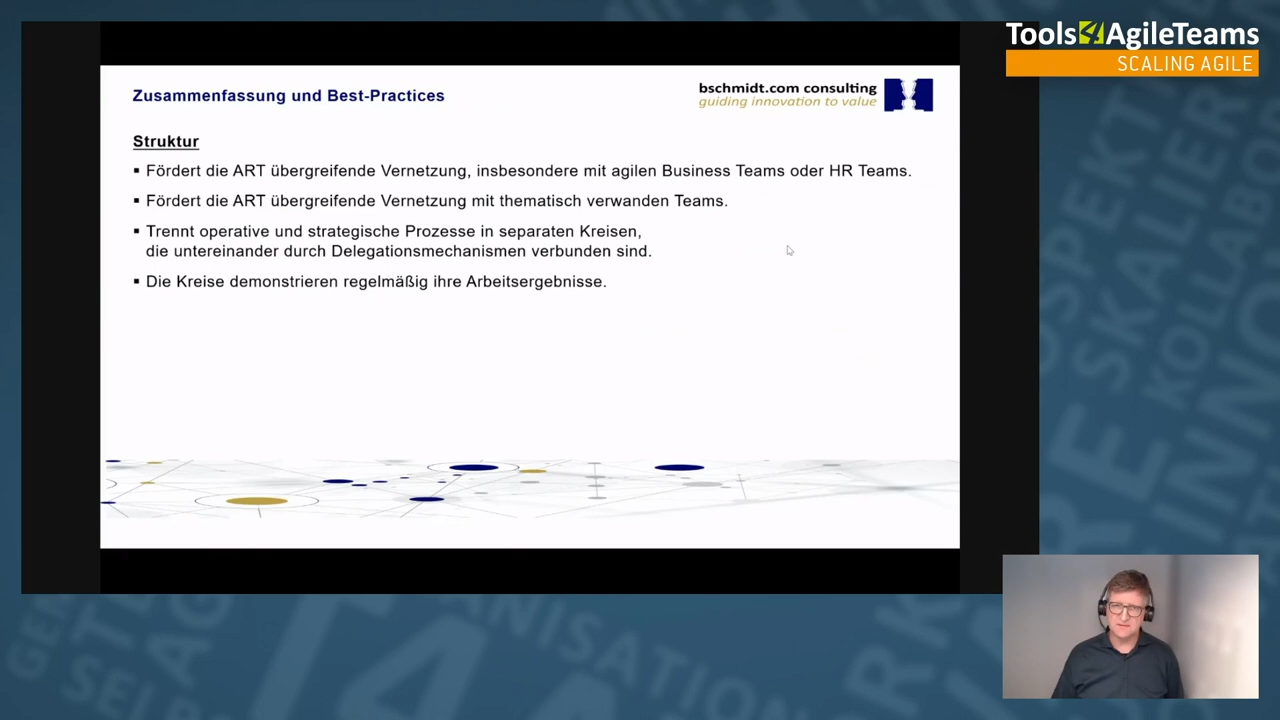 Tools4AgileTeams
SCALING AGILE
Zusammenfassung und Best-Practices
bschmidt.com consulting
guiding innovation to value
Struktur
▪ Fördert die ART übergreifende Vernetzung, insbesondere mit agilen Business Teams oder HR Teams.
▪ Fördert die ART übergreifende Vernetzung mit thematisch verwanden Teams.
▪ Trennt operative und strategische Prozesse in separaten Kreisen,
die untereinander durch Delegationsmechanismen verbunden sind.
▪ Die Kreise demonstrieren regelmäßig ihre Arbeitsergebnisse.